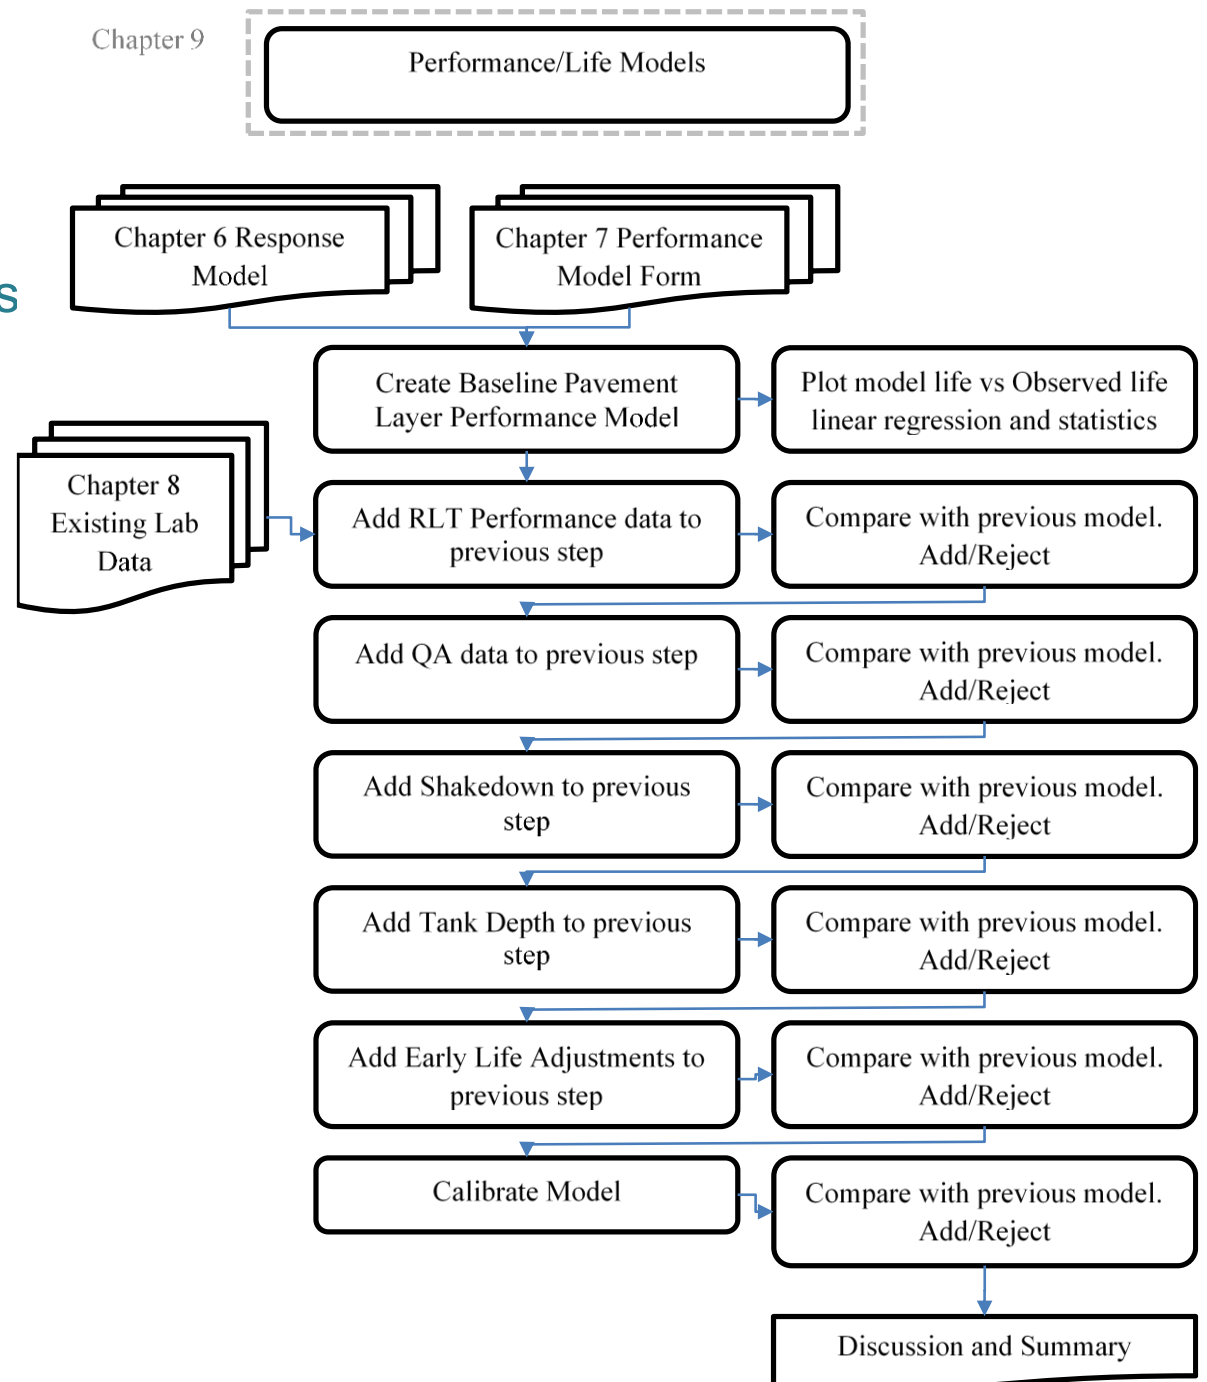 Chapter 9
Performance/Life Models
Chapter 6 Response
Model
Chapter 7 Performance
Model Form
s
Create Baseline Pavement
Layer Performance Model
Plot model life vs Observed life
linear regression and statistics
Chapter 8
Existing Lab
Data
Add RLT Performance data to
previous step
Compare with previous model.
Add/Reject
Add QA data to previous step
Compare with previous model.
Add/Reject
Add Shakedown to previous
step
Compare with previous model.
Add/Reject
Add Tank Depth to previous
step
Compare with previous model.
Add/Reject
Add Early Life Adjustments to
previous step
Compare with previous model.
Add/Reject
Calibrate Model
Compare with previous model.
Add/Reject
Discussion and Summary